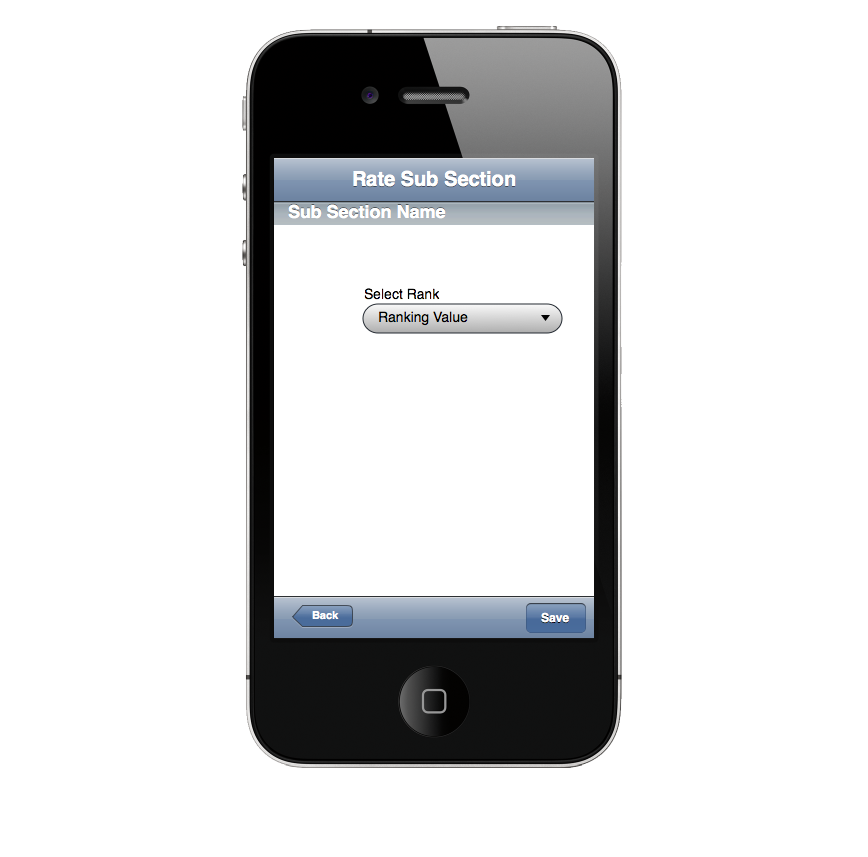 Rate Sub Section
Sub Section Name
Select Rank
Ranking Value
Back
Save